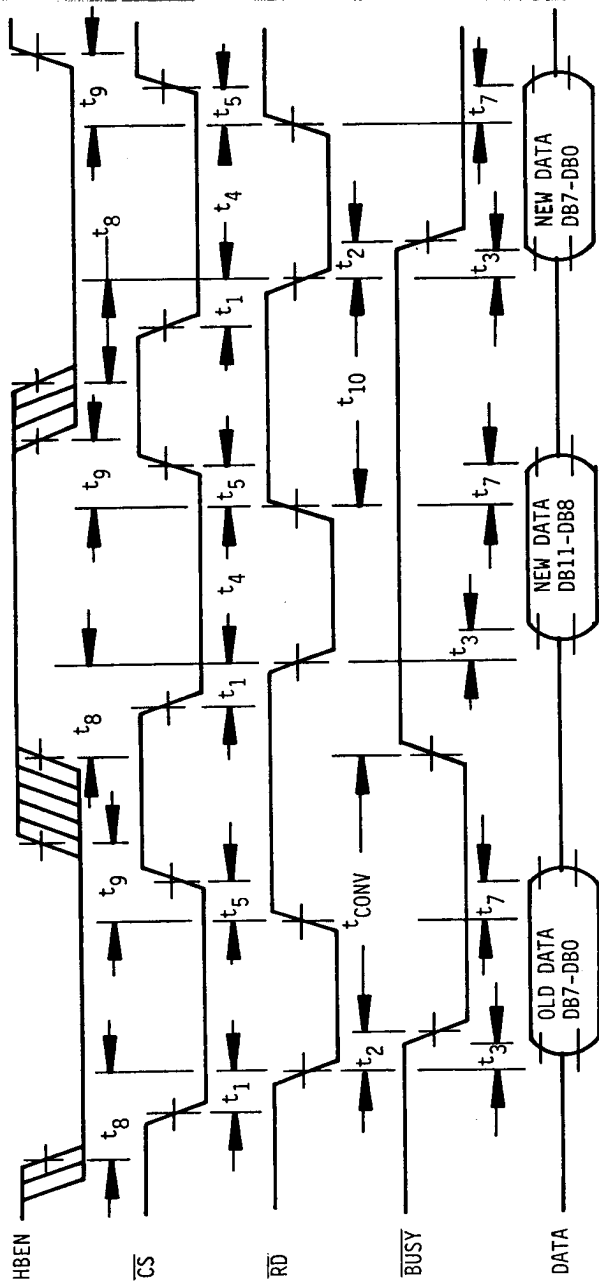 HBEN
t8 t9 t8 t9 t8 t9
CS
t1 t5 t1 t4 t5 t1 t4 t5
RD
t2 tCONV t10 t2
BUSY
t3 t7 t3 t7 t3 t7
DATA
OLD DATA
DB7-DB0
NEW DATA
DB11-DB8
NEW DATA
DB7-DB0